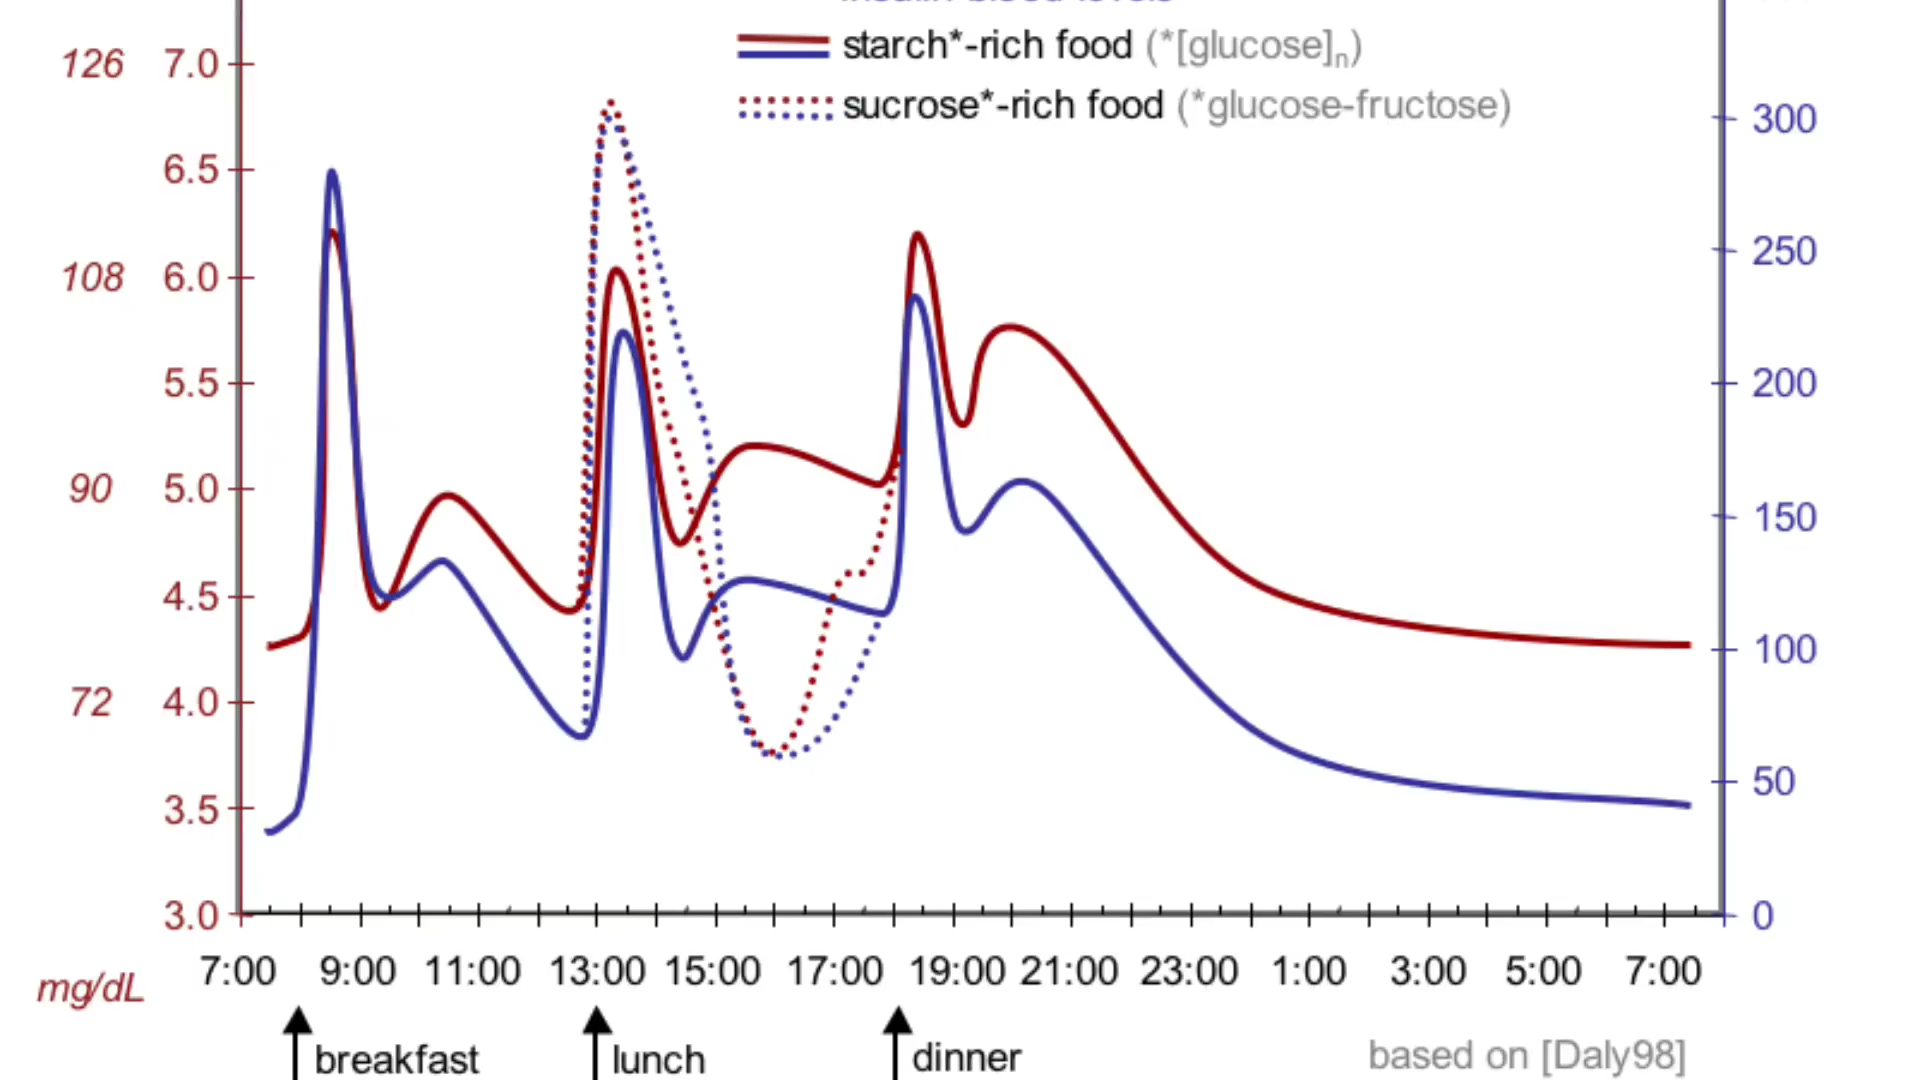 insulin blood levels
starch*-rich food (*[glucose]n)
sucrose*-rich food (*glucose-fructose)
126 7.0
6.5
108 6.0
5.5
90 5.0
4.5
72 4.0
3.5
3.0
300
250
200
150
100
50
0
mg/dL
7:00 9:00 11:00 13:00 15:00 17:00 19:00 21:00 23:00 1:00 3:00 5:00 7:00
breakfast lunch dinner
based on [Daly98]